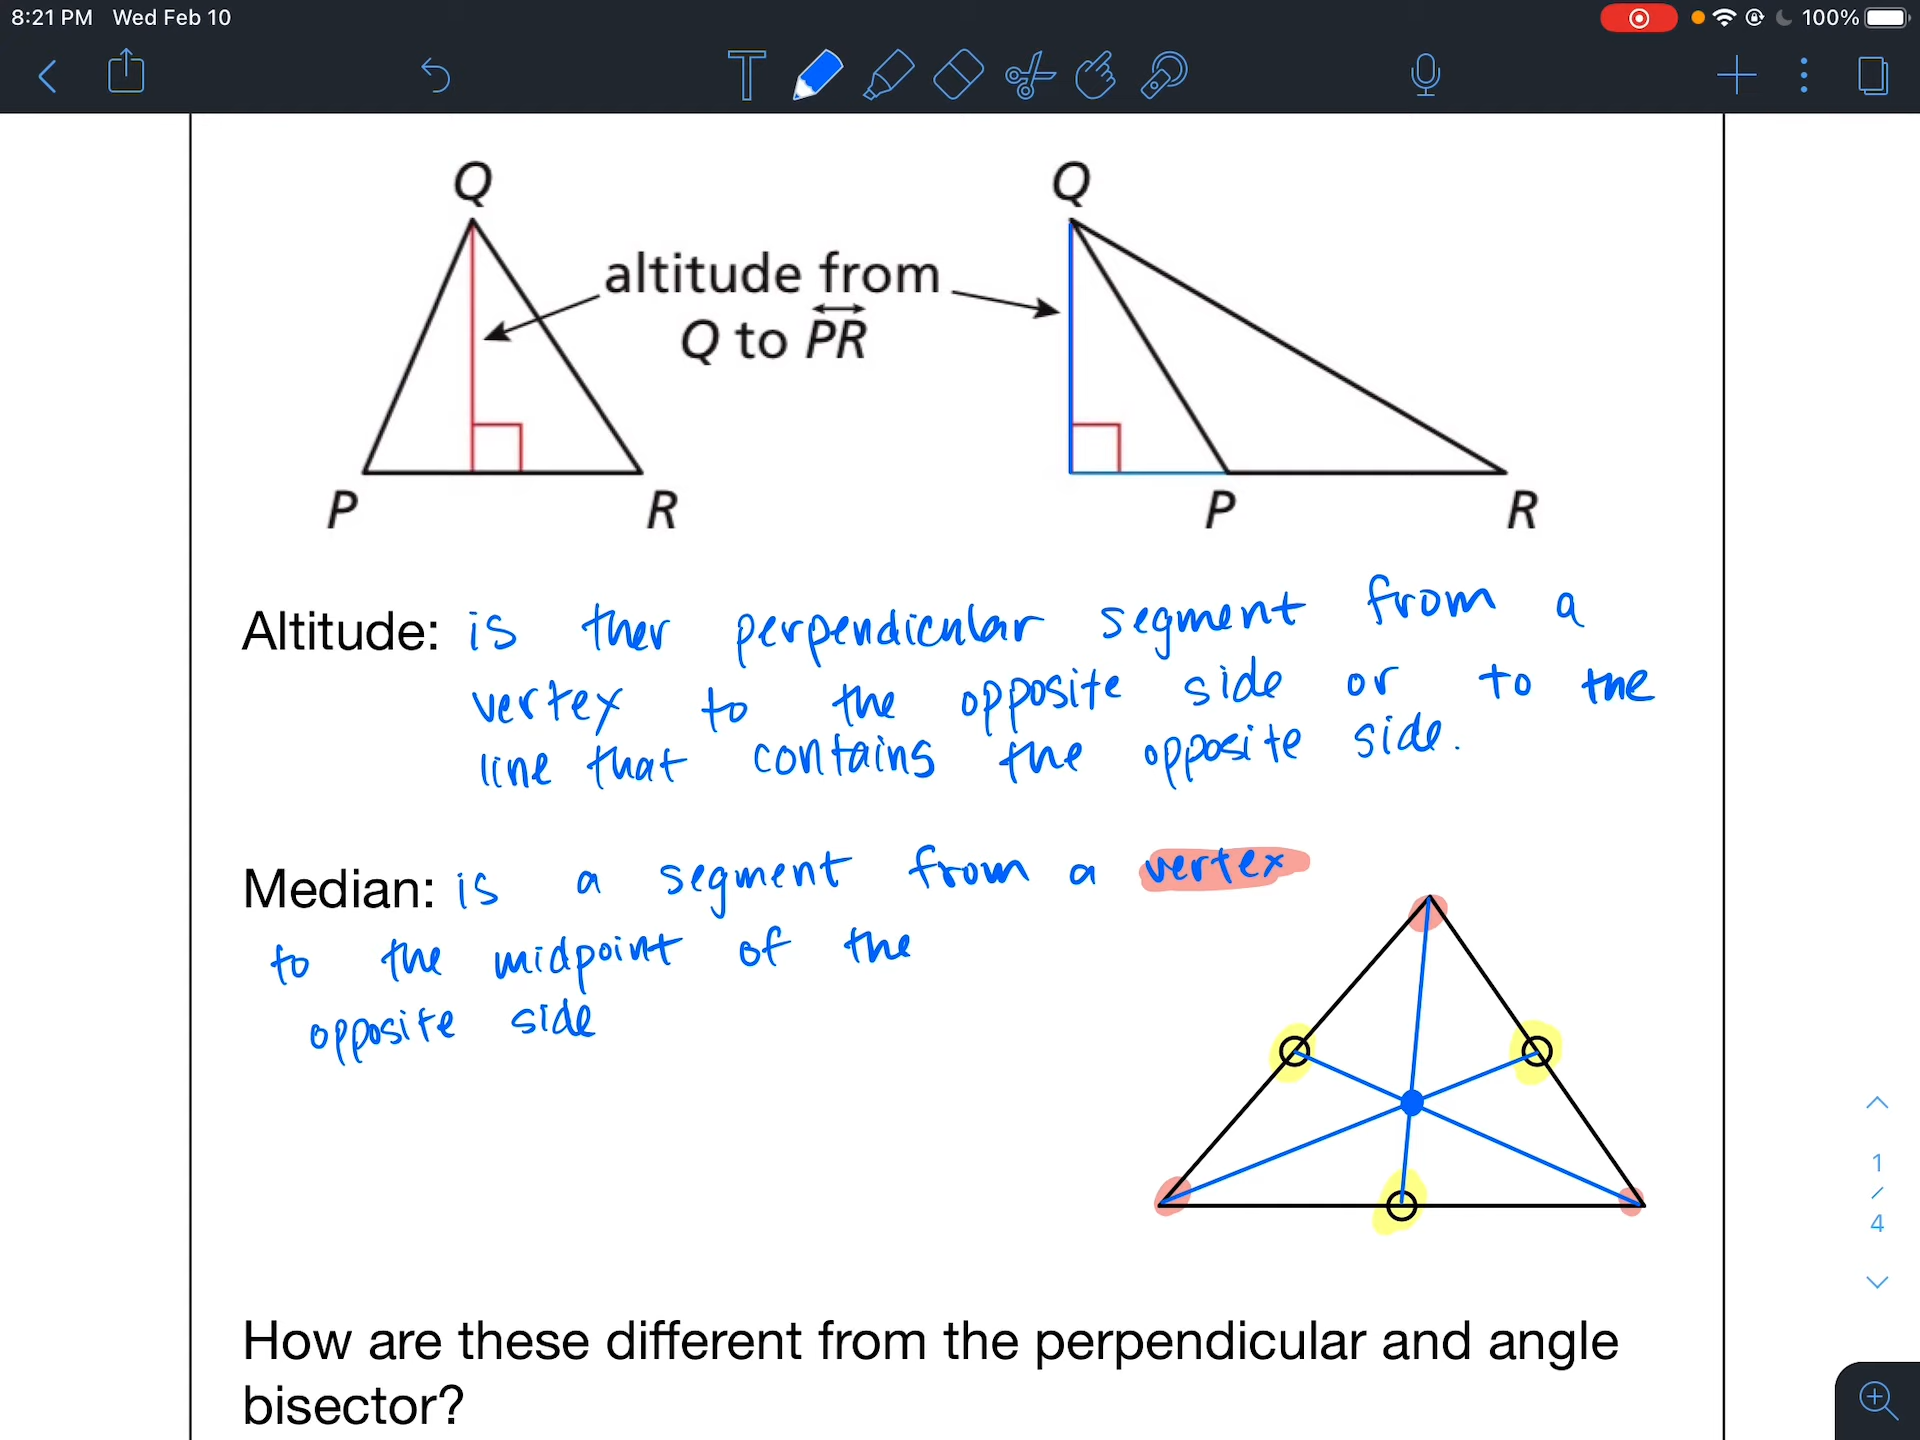 8:21 PM Wed Feb 10
100%
T
Q
Q
altitude from
Q to PR
P
R
P
R
Altitude: is ther perpendicular segment from a
vertex to the opposite side or to the
line that contains the opposite side.
Median: is a segment from a vertex
to the midpoint of the
opposite side
1
/
4
How are these different from the perpendicular and angle
bisector?